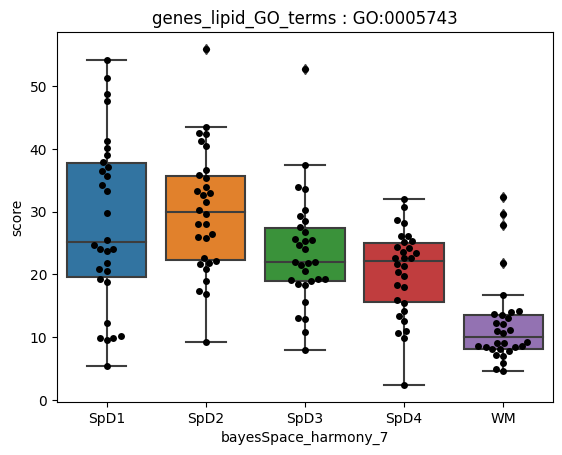 genes_lipid_GO_terms : GO:0005743
score
50
40
30
20
10
0
SpD1 SpD2 SpD3 SpD4 WM
bayesSpace_harmony_7